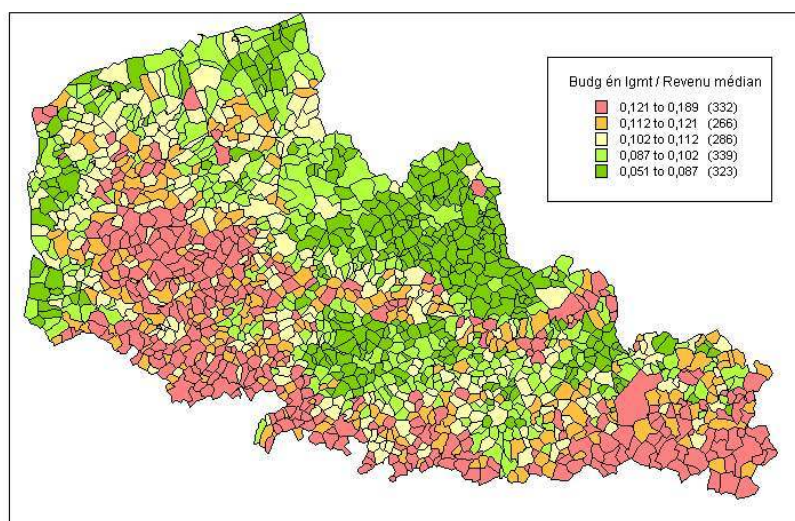 Budg én lgmt / Revenu médian
0,121 to 0,189 (332)
0,112 to 0,121 (266)
0,102 to 0,112 (286)
0,087 to 0,102 (339)
0,051 to 0,087 (323)